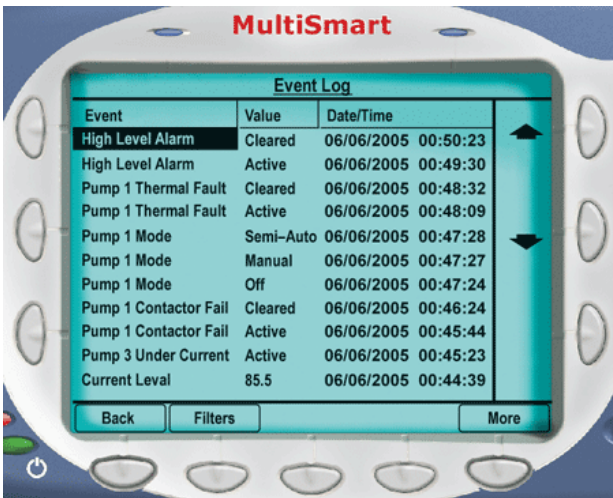 MultiSmart
Event Log
Event Value Date/Time
High Level Alarm Cleared 06/06/2005 00:50:23
High Level Alarm Active 06/06/2005 00:49:30
Pump 1 Thermal Fault Cleared 06/06/2005 00:48:32
Pump 1 Thermal Fault Active 06/06/2005 00:48:09
Pump 1 Mode Semi–Auto 06/06/2005 00:47:28
Pump 1 Mode Manual 06/06/2005 00:47:27
Pump 1 Mode Off 06/06/2005 00:47:24
Pump 1 Contactor Fail Cleared 06/06/2005 00:46:24
Pump 1 Contactor Fail Active 06/06/2005 00:45:44
Pump 3 Under Current Active 06/06/2005 00:45:23
Current Leval 85.5 06/06/2005 00:44:39
Back Filters More